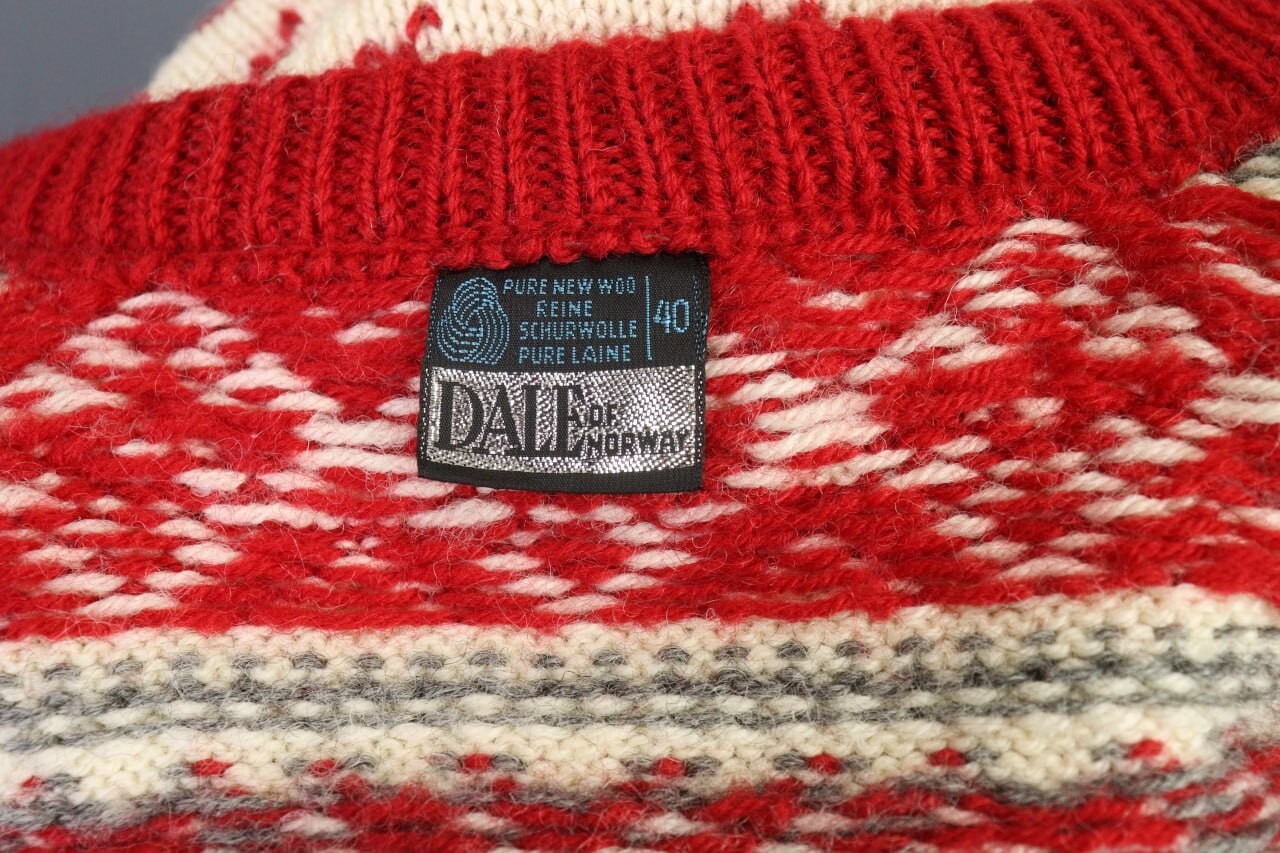 PURE NEW WOO
REINE
SCHURWOLLE
PURE LAINE
40
DALE OF
NORWAY